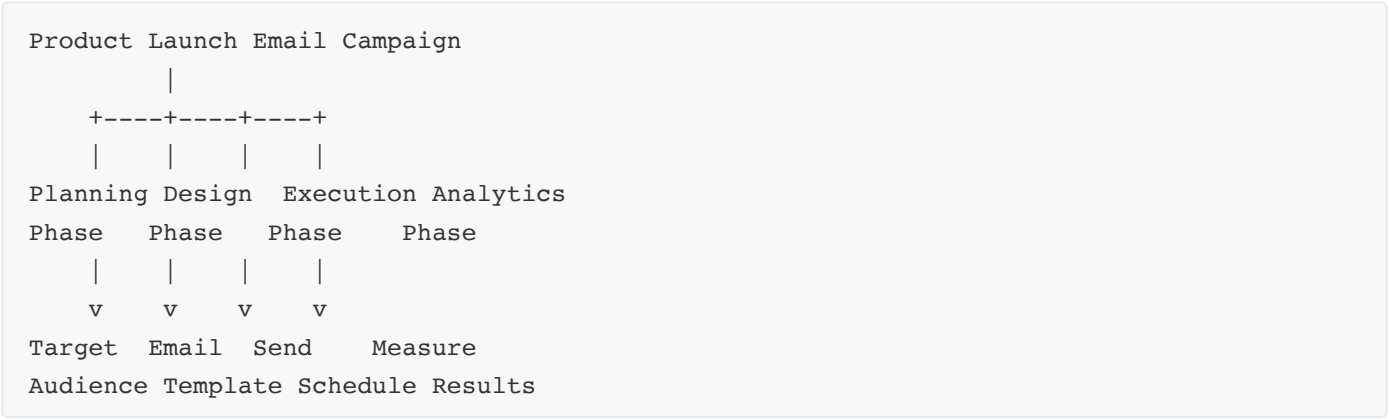 Product Launch Email Campaign
         |
    +----+----+----+
    |    |    |    |
Planning Design  Execution Analytics
Phase   Phase   Phase    Phase
    |    |    |    |
    v    v    v    v
Target  Email  Send    Measure
Audience Template Schedule Results